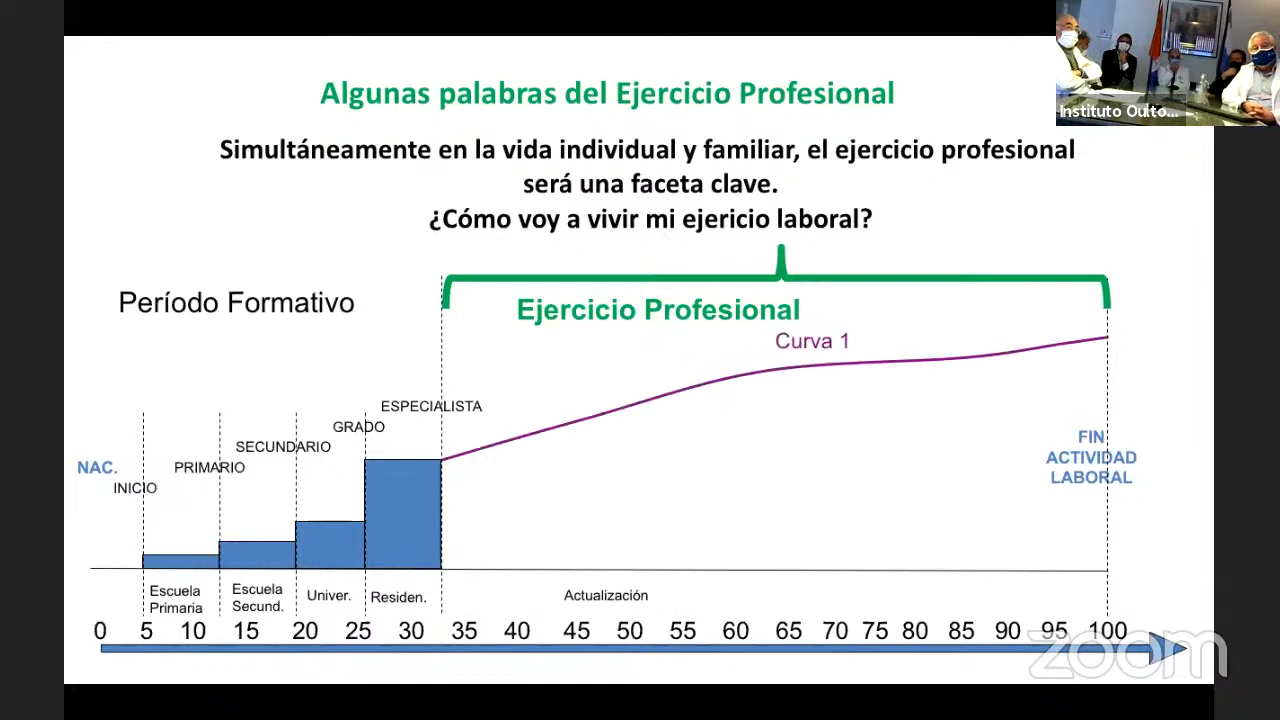 Algunas palabras del Ejercicio Profesional
Instituto Oulto...
Simultáneamente en la vida individual y familiar, el ejercicio profesional
será una faceta clave.
¿Cómo voy a vivir mi ejericio laboral?
Período Formativo
Ejercicio Profesional
Curva 1
ESPECIALISTA
GRADO
SECUNDARIO
PRIMARIO
NAC.
INICIO
FIN
ACTIVIDAD
LABORAL
Escuela
Primaria
Escuela
Secund.
Univer.
Residen.
Actualización
0 5 10 15 20 25 30 35 40 45 50 55 60 65 70 75 80 85 90 95 100
zoom